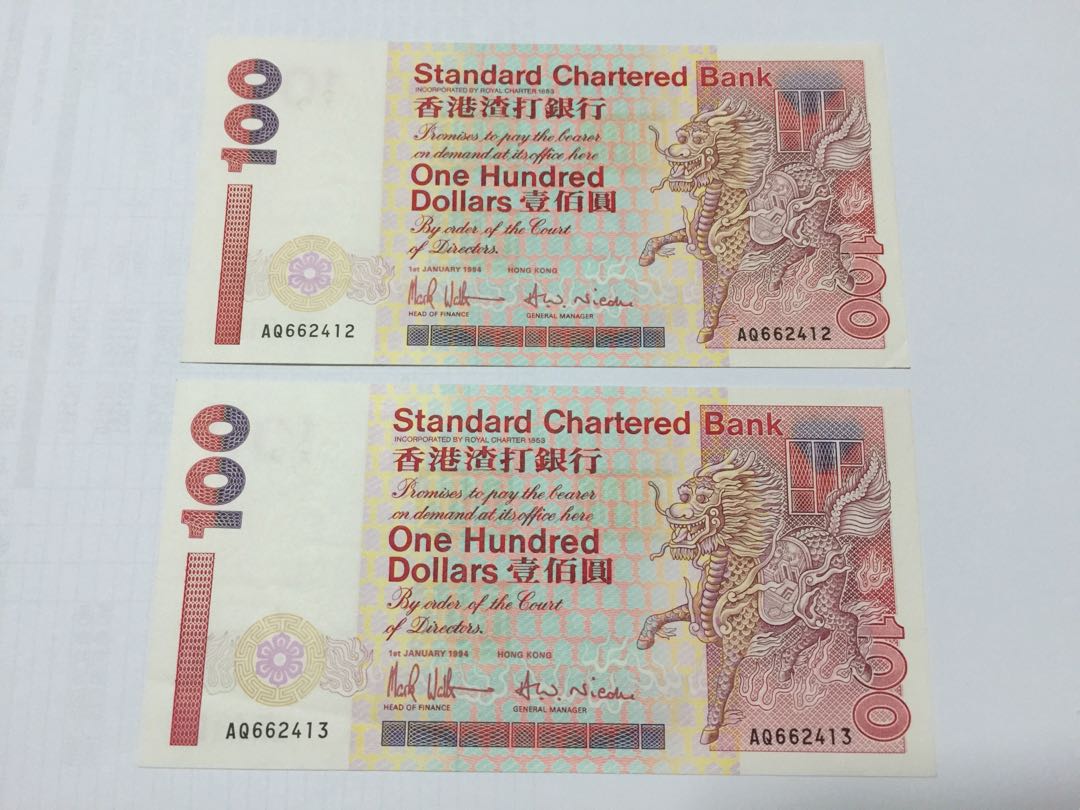 100
Standard Chartered Bank
INCORPORATED BY ROYAL CHARTER 1853
香港渣打銀行
Promises to pay the bearer
on demand at its office here
One Hundred
Dollars 壹佰圓
By order of the Court
of Directors.
1st JANUARY 1994 HONG KONG
HEAD OF FINANCE GENERAL MANAGER
AQ662412 AQ662412
100
100
Standard Chartered Bank
INCORPORATED BY ROYAL CHARTER 1853
香港渣打銀行
Promises to pay the bearer
on demand at its office here
One Hundred
Dollars 壹佰圓
By order of the Court
of Directors.
1st JANUARY 1994 HONG KONG
HEAD OF FINANCE GENERAL MANAGER
AQ662413 AQ662413
100